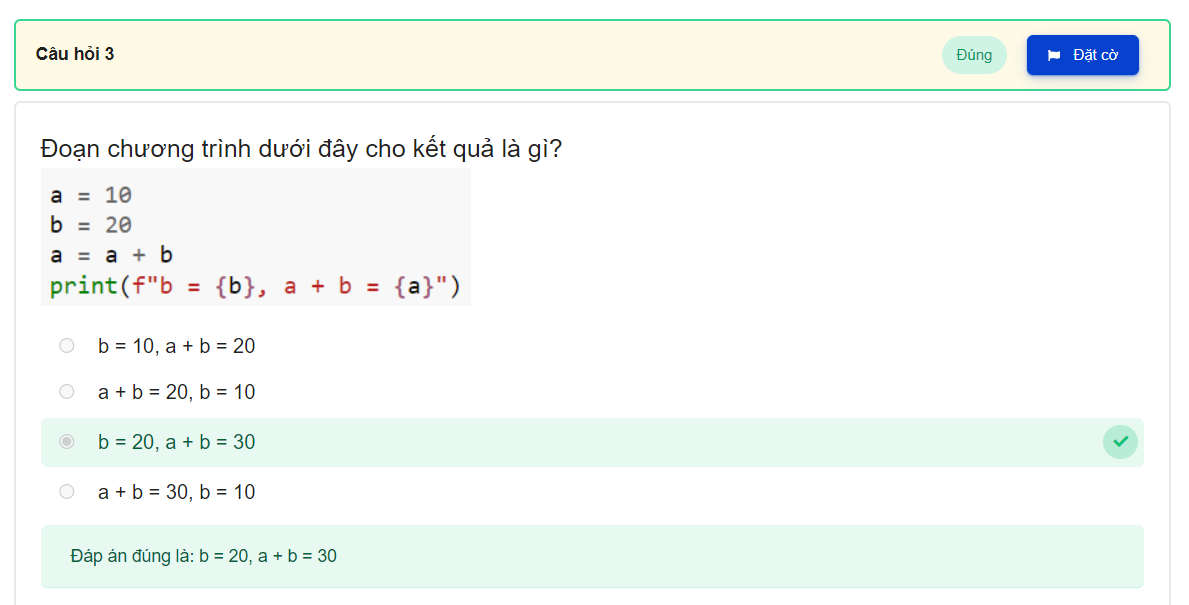 Câu hỏi 3
Đúng
Đặt cờ
Đoạn chương trình dưới đây cho kết quả là gì?
a = 10
b = 20
a = a + b
print(f"b = {b}, a + b = {a}")
b = 10, a + b = 20
a + b = 20, b = 10
b = 20, a + b = 30
a + b = 30, b = 10
Đáp án đúng là: b = 20, a + b = 30